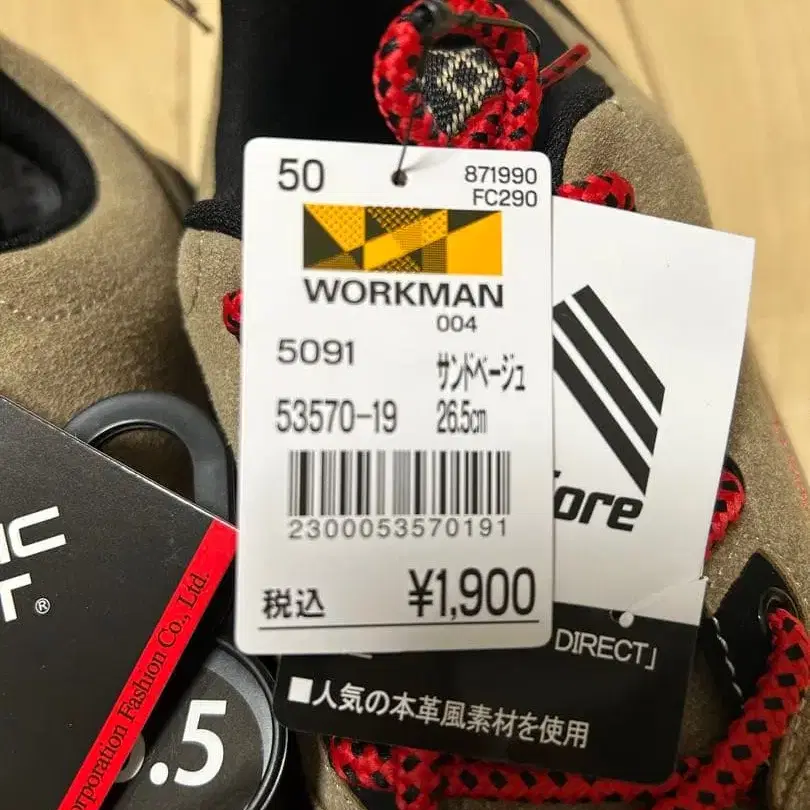 50
871990
FC290
WORKMAN
004
5091
サンドベージュ
53570-19
26.5cm
2300053570191
税込
¥1,900
fore
DIRECT」
■人気の本革風素材を使用
®
rporation Fashion Co., Ltd.
.5